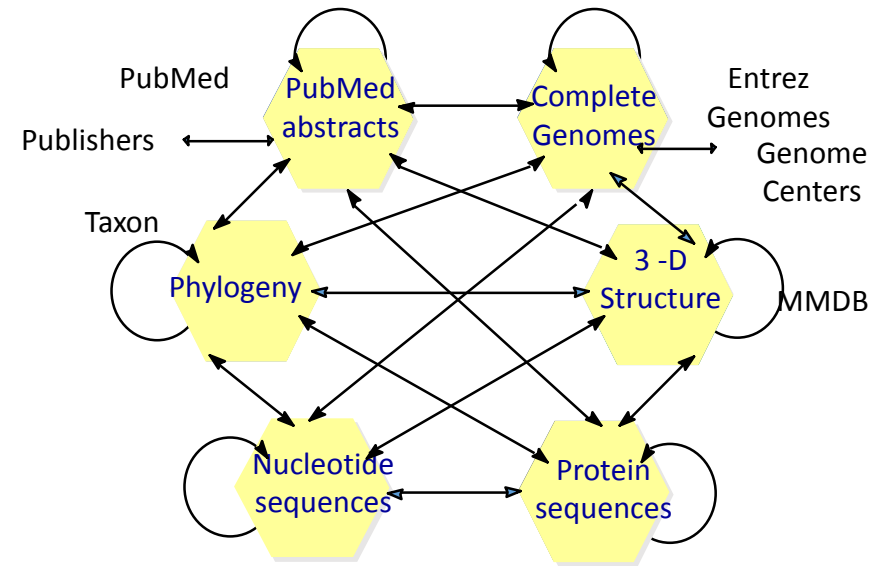 PubMed
PubMed
abstracts
Complete
Genomes
Entrez
Genomes
Publishers
Genome
Centers
Taxon
Phylogeny
3 -D
Structure
MMDB
Nucleotide
sequences
Protein
sequences